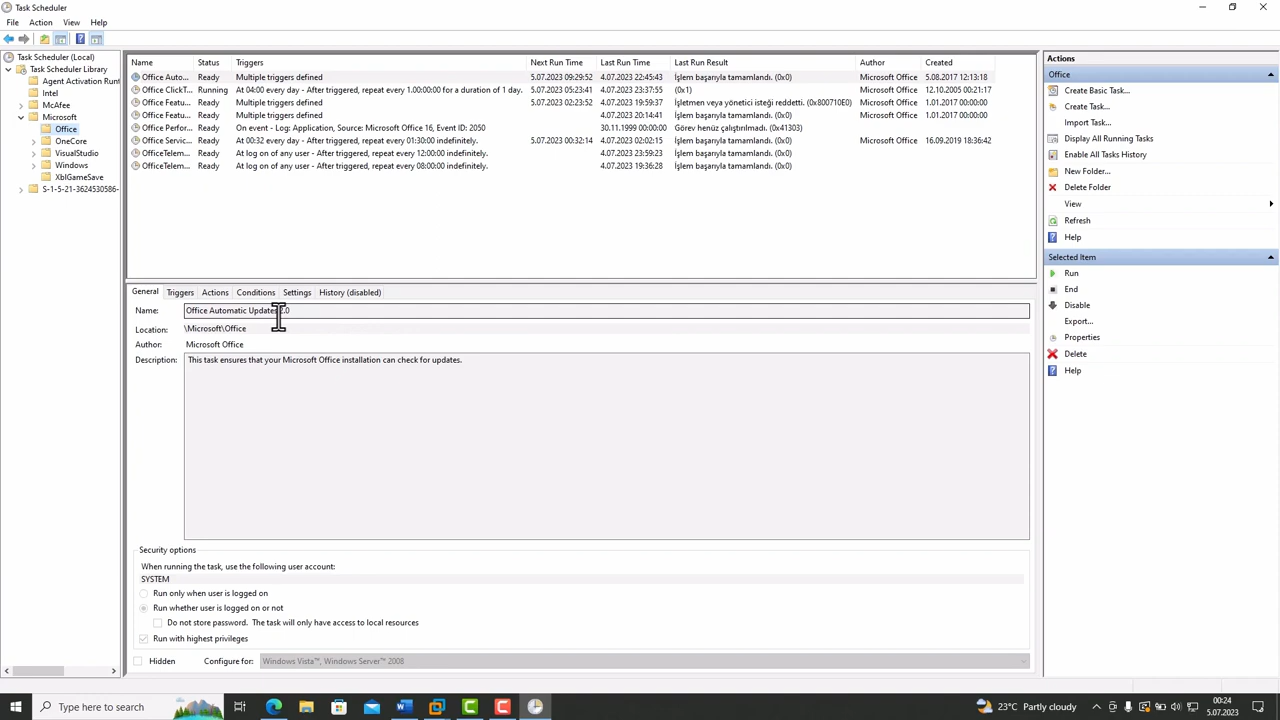 Task Scheduler
File Action View Help
Task Scheduler (Local)
Task Scheduler Library
Agent Activation Runt
Intel
McAfee
Microsoft
Office
OneCore
VisualStudio
Windows
XblGameSave
S-1-5-21-3624530586-
Name Status Triggers Next Run Time Last Run Time Last Run Result Author Created
Office Auto... Ready Multiple triggers defined 5.07.2023 09:29:52 4.07.2023 22:45:43 İşlem başarıyla tamamlandı. (0x0) Microsoft Office 5.08.2017 12:13:18
Office ClickT... Running At 04:00 every day - After triggered, repeat every 1.00:00:00 for a duration of 1 day. 5.07.2023 05:23:41 4.07.2023 23:37:55 (0x1) Microsoft Office 12.10.2005 00:21:17
Office Featu... Ready Multiple triggers defined 5.07.2023 02:23:52 4.07.2023 19:59:37 İşletmen veya yönetici isteği reddetti. (0x800710E0) Microsoft Office 1.01.2017 00:00:00
Office Featu... Ready Multiple triggers defined 4.07.2023 20:14:41 İşlem başarıyla tamamlandı. (0x0) Microsoft Office 1.01.2017 00:00:00
Office Perfor... Ready On event - Log: Application, Source: Microsoft Office 16, Event ID: 2050 30.11.1999 00:00:00 Görev henüz çalıştırılmadı. (0x41303)
Office Servic... Ready At 00:32 every day - After triggered, repeat every 01:30:00 indefinitely. 5.07.2023 00:32:14 4.07.2023 02:02:15 İşlem başarıyla tamamlandı. (0x0) Microsoft Office 16.09.2019 18:36:42
OfficeTelem... Ready At log on of any user - After triggered, repeat every 12:00:00 indefinitely. 4.07.2023 23:59:23 İşlem başarıyla tamamlandı. (0x0)
OfficeTelem... Ready At log on of any user - After triggered, repeat every 08:00:00 indefinitely. 4.07.2023 19:36:28 İşlem başarıyla tamamlandı. (0x0)
General Triggers Actions Conditions Settings History (disabled)
Name: Office Automatic Updates 2.0
Location: \Microsoft\Office
Author: Microsoft Office
Description: This task ensures that your Microsoft Office installation can check for updates.
Security options
When running the task, use the following user account:
SYSTEM
Run only when user is logged on
Run whether user is logged on or not
Do not store password. The task will only have access to local resources
Run with highest privileges
Hidden Configure for: Windows Vista™, Windows Server™ 2008
Actions
Office
Create Basic Task...
Create Task...
Import Task...
Display All Running Tasks
Enable All Tasks History
New Folder...
Delete Folder
View
Refresh
Help
Selected Item
Run
End
Disable
Export...
Properties
Delete
Help
Type here to search
23°C Partly cloudy
00:24
5.07.2023